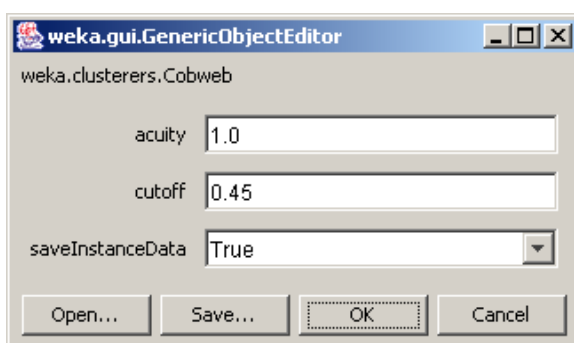 weka.gui.GenericObjectEditor
weka.clusterers.Cobweb
acuity 1.0
cutoff 0.45
saveInstanceData True
Open... Save... OK Cancel